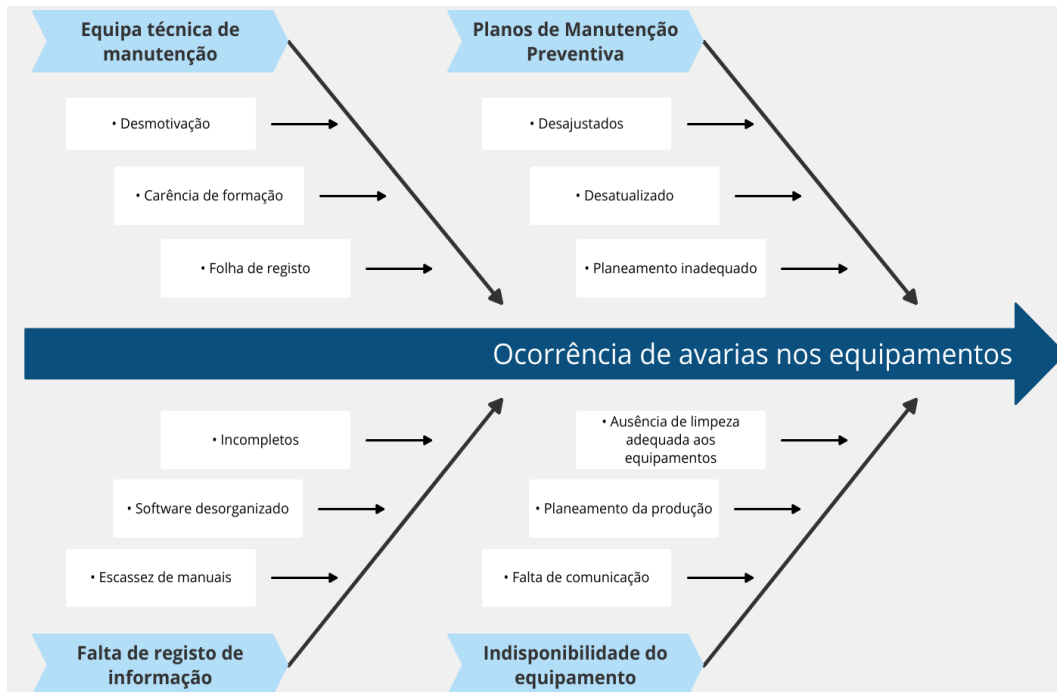 Equipa técnica de
manutenção
Planos de Manutenção
Preventiva
• Desmotivação
• Desajustados
• Carência de formação
• Desatualizado
• Folha de registo
• Planeamento inadequado
Ocorrência de avarias nos equipamentos
• Incompletos
• Ausência de limpeza
adequada aos
equipamentos
• Software desorganizado
• Planeamento da produção
• Escassez de manuais
• Falta de comunicação
Falta de registo de
informação
Indisponibilidade do
equipamento